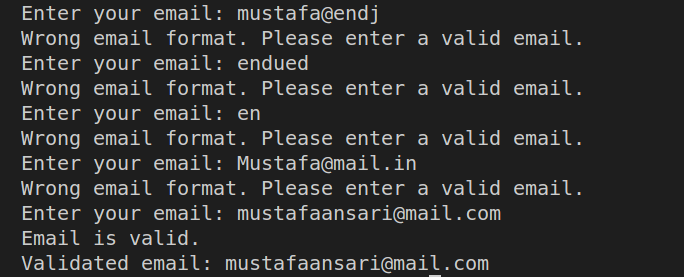 Enter your email: mustafa@endj
Wrong email format. Please enter a valid email.
Enter your email: endued
Wrong email format. Please enter a valid email.
Enter your email: en
Wrong email format. Please enter a valid email.
Enter your email: Mustafa@mail.in
Wrong email format. Please enter a valid email.
Enter your email: mustafaansari@mail.com
Email is valid.
Validated email: mustafaansari@mail.com